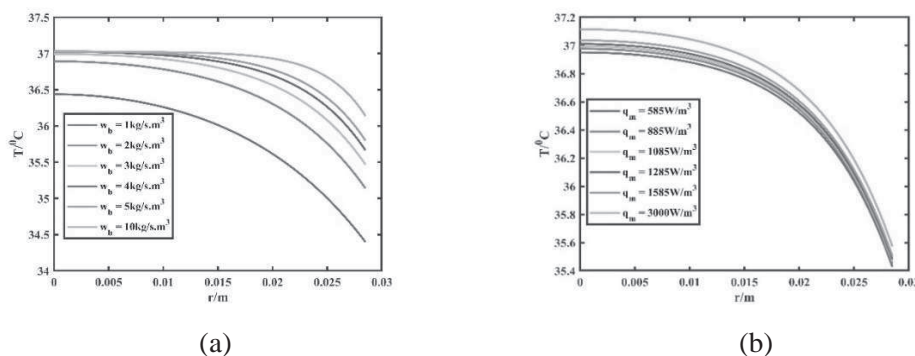 37.5
37
36.5
36
35.5
35
34.5
34
T/⁰C
w_b = 1kg/s.m³
w_b = 2kg/s.m³
w_b = 3kg/s.m³
w_b = 4kg/s.m³
w_b = 5kg/s.m³
w_b = 10kg/s.m³
0 0.005 0.01 0.015 0.02 0.025 0.03
r/m
(a)
37.2
37
36.8
36.6
36.4
36.2
36
35.8
35.6
35.4
T/⁰C
q_m = 585W/m³
q_m = 885W/m³
q_m = 1085W/m³
q_m = 1285W/m³
q_m = 1585W/m³
q_m = 3000W/m³
0 0.005 0.01 0.015 0.02 0.025
r/m
(b)